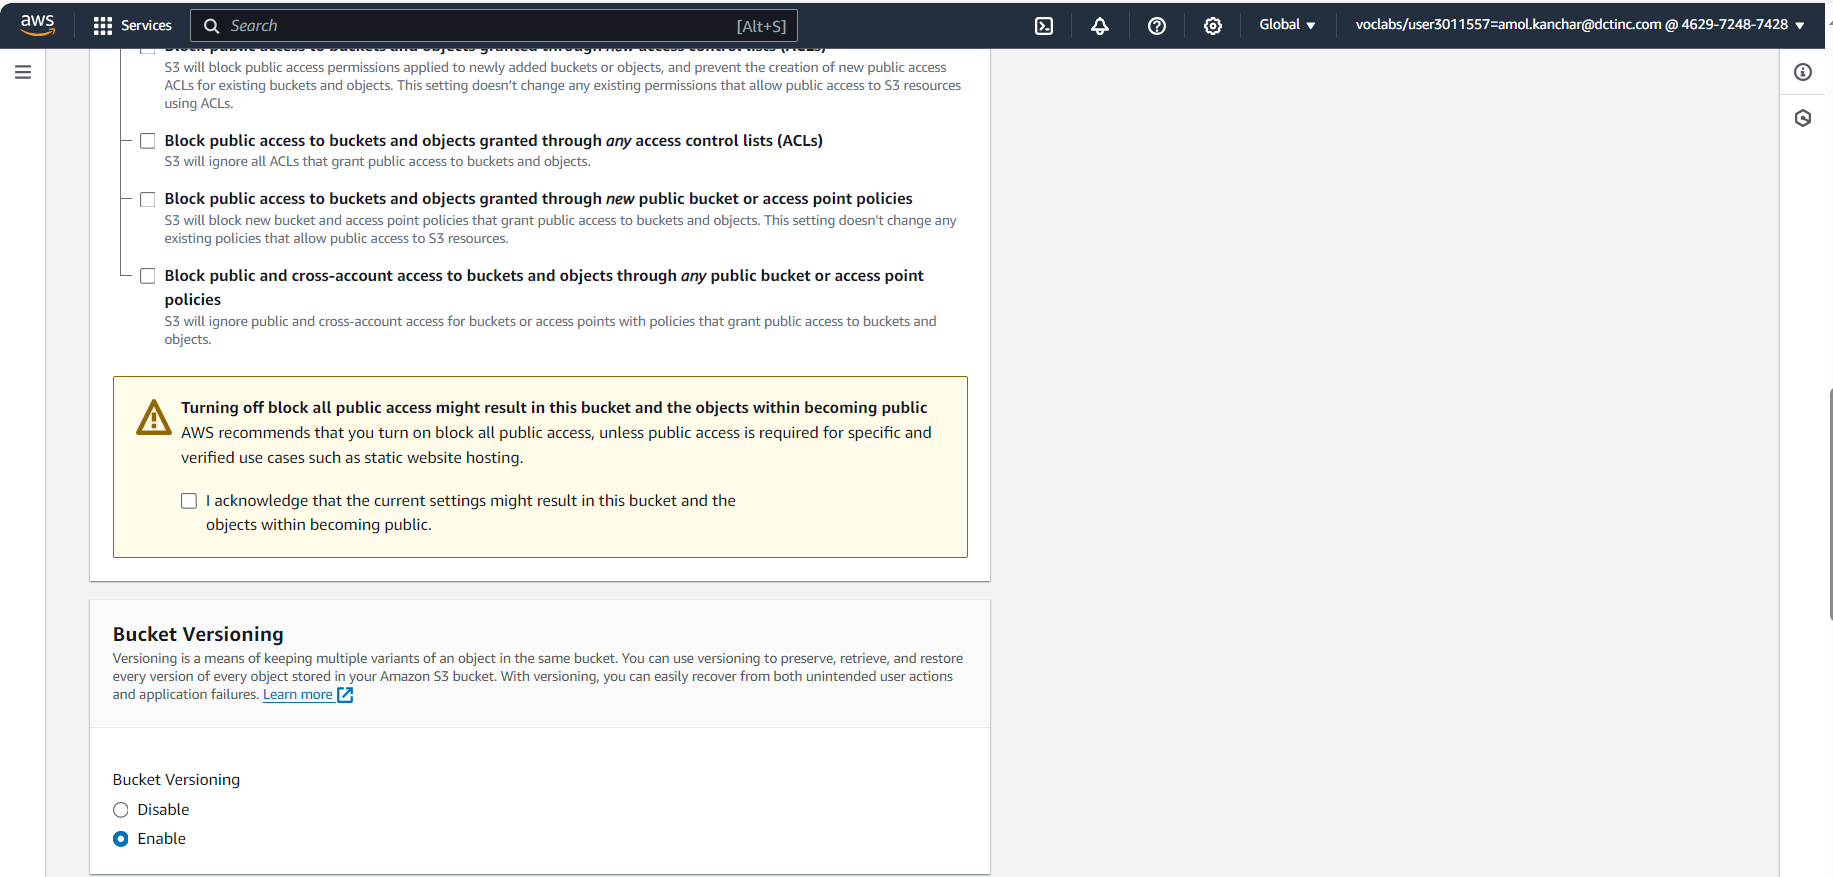 aws
Services
Search
[Alt+S]
Global
voclabs/user3011557=amol.kanchar@dctinc.com @ 4629-7248-7428
Block public access to buckets and objects granted through new access control lists (ACLs)
S3 will block public access permissions applied to newly added buckets or objects, and prevent the creation of new public access
ACLs for existing buckets and objects. This setting doesn't change any existing permissions that allow public access to S3 resources
using ACLs.
Block public access to buckets and objects granted through any access control lists (ACLs)
S3 will ignore all ACLs that grant public access to buckets and objects.
Block public access to buckets and objects granted through new public bucket or access point policies
S3 will block new bucket and access point policies that grant public access to buckets and objects. This setting doesn't change any
existing policies that allow public access to S3 resources.
Block public and cross-account access to buckets and objects through any public bucket or access point
policies
S3 will ignore public and cross-account access for buckets or access points with policies that grant public access to buckets and
objects.
Turning off block all public access might result in this bucket and the objects within becoming public
AWS recommends that you turn on block all public access, unless public access is required for specific and
verified use cases such as static website hosting.
I acknowledge that the current settings might result in this bucket and the
objects within becoming public.
Bucket Versioning
Versioning is a means of keeping multiple variants of an object in the same bucket. You can use versioning to preserve, retrieve, and restore
every version of every object stored in your Amazon S3 bucket. With versioning, you can easily recover from both unintended user actions
and application failures. Learn more
Bucket Versioning
Disable
Enable